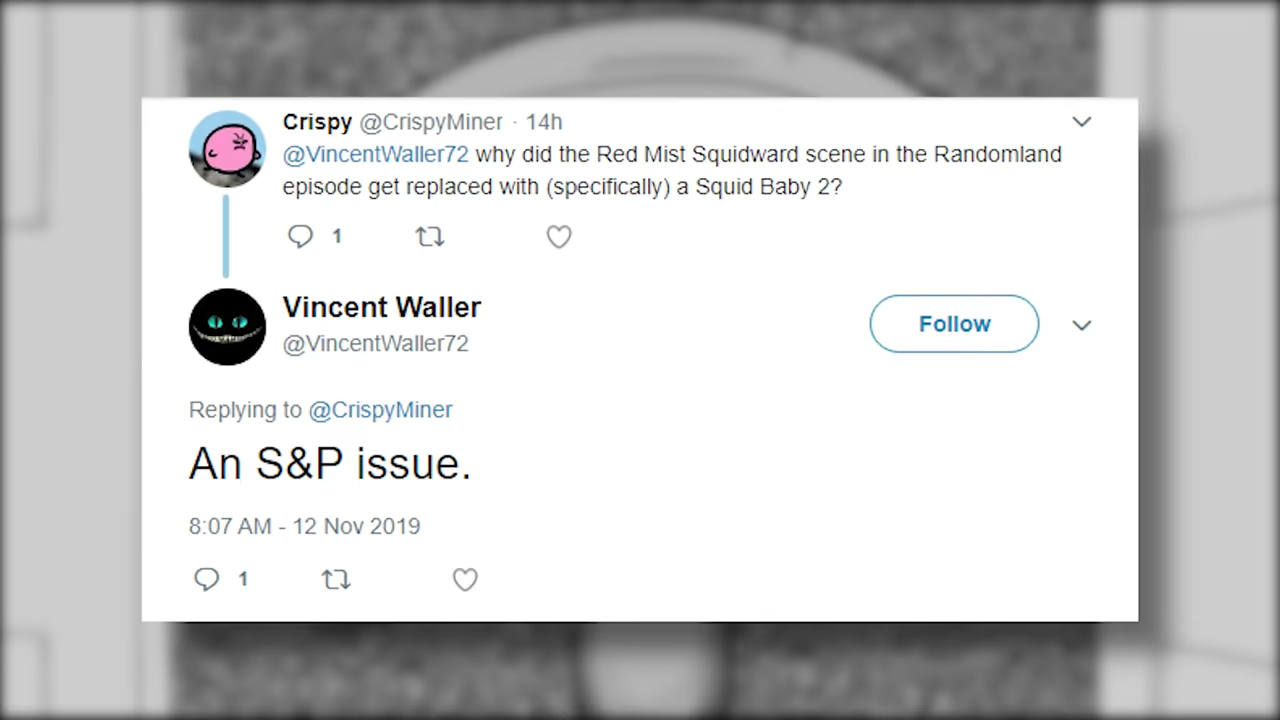 Crispy @CrispyMiner · 14h
@VincentWaller72 why did the Red Mist Squidward scene in the Randomland
episode get replaced with (specifically) a Squid Baby 2?
1
Vincent Waller
@VincentWaller72
Follow
Replying to @CrispyMiner
An S&P issue.
8:07 AM - 12 Nov 2019
1